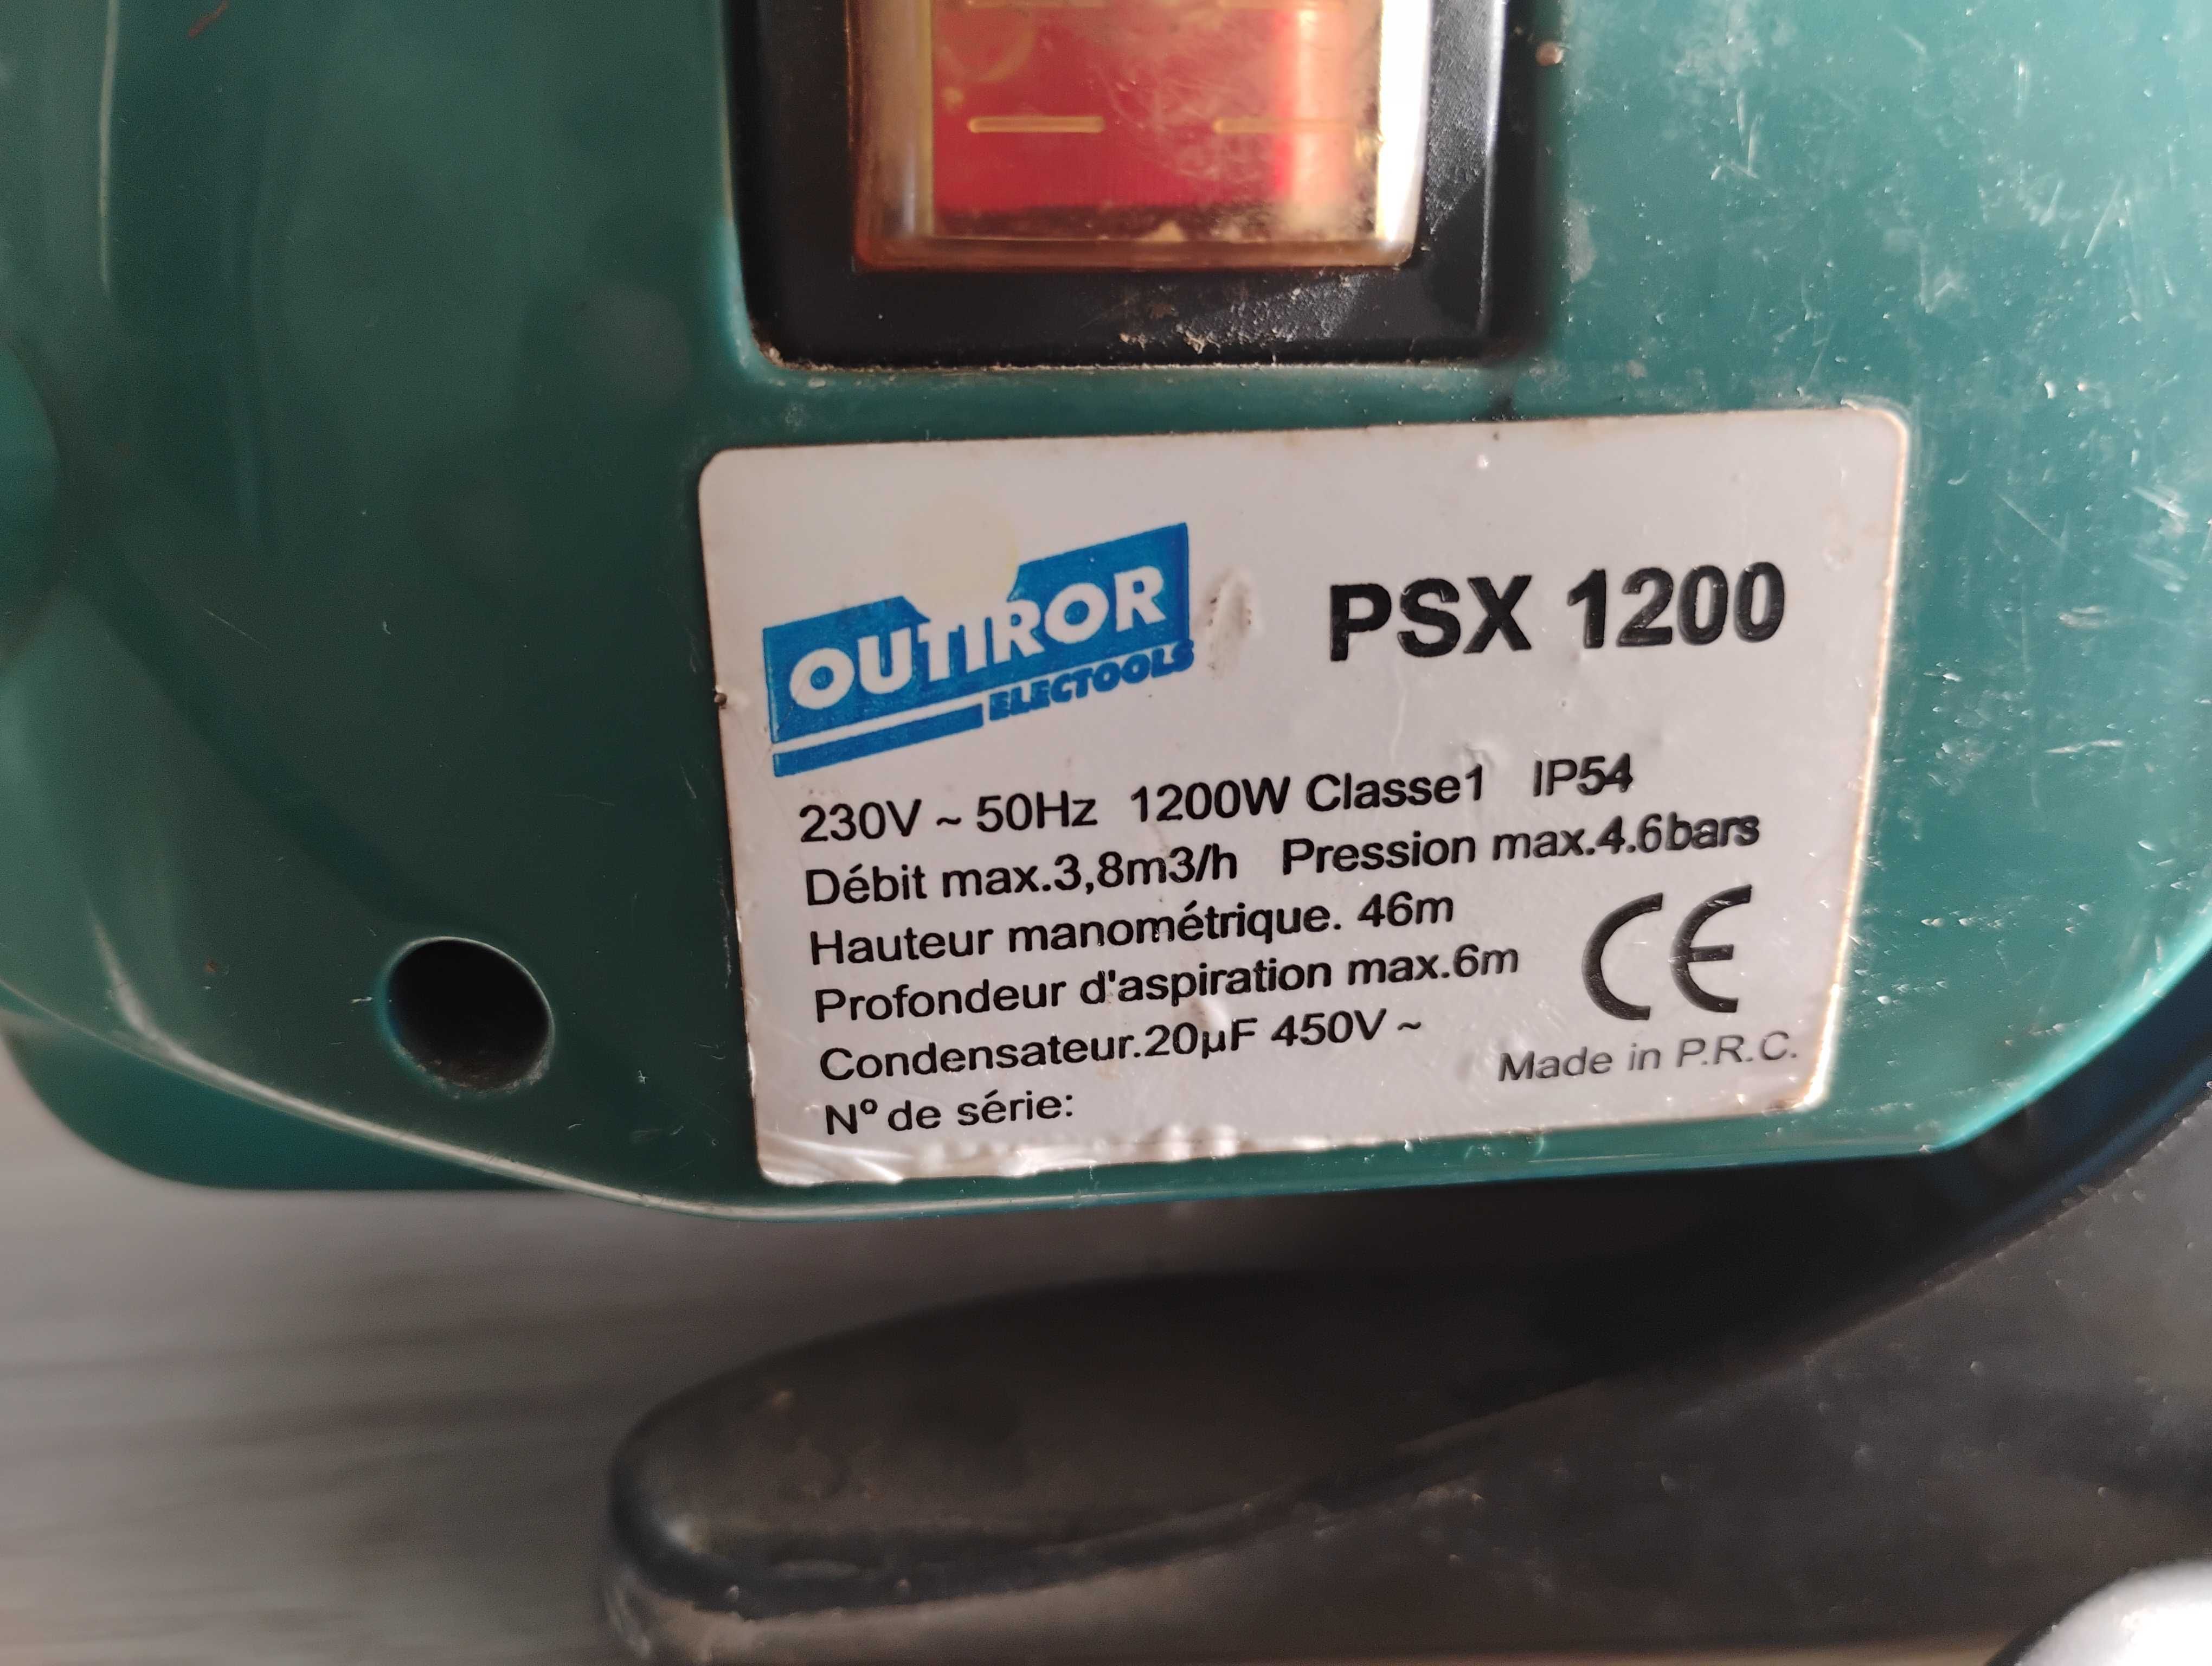 OUTIROR
ELECTOOLS
PSX 1200
230V ~ 50Hz 1200W Classe1 IP54
Débit max.3,8m3/h Pression max.4.6bars
Hauteur manométrique. 46m
Profondeur d'aspiration max.6m
Condensateur.20µF 450V ~
CE
Made in P.R.C.
N° de série: